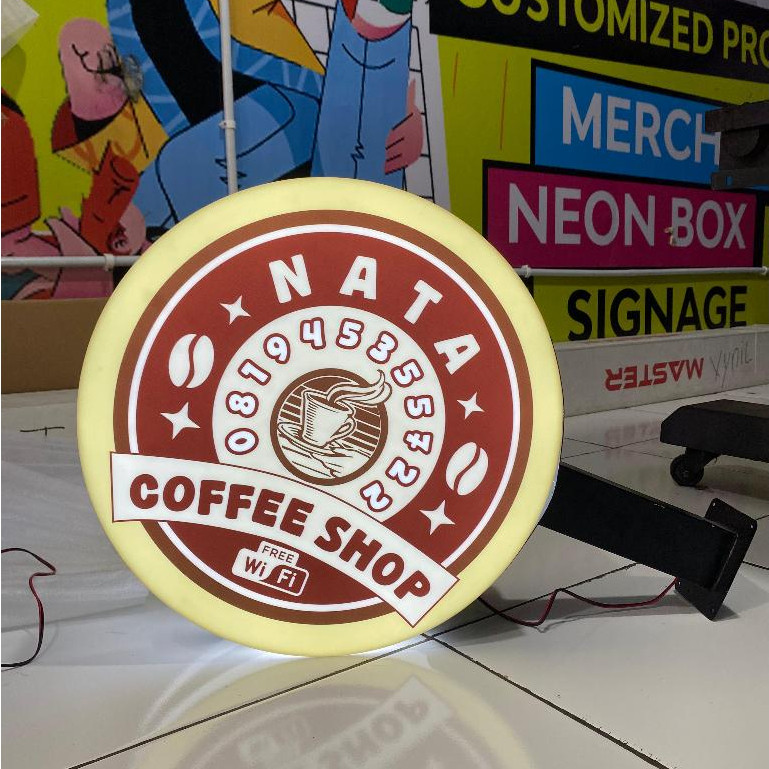 CUSTOMIZED PRO
MERCH
NEON BOX
SIGNAGE
MASTER
NATA
081945355722
COFFEE SHOP
FREE
Wi Fi